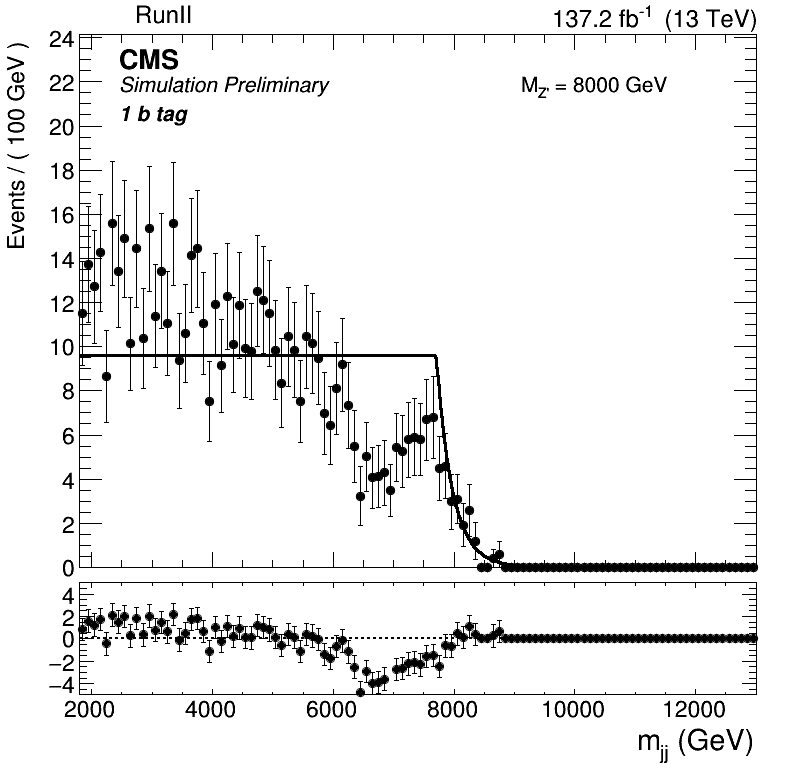 RunII
137.2 fb⁻¹ (13 TeV)
Events / ( 100 GeV )
CMS
Simulation Preliminary
1 b tag
M_Z' = 8000 GeV
24
22
20
18
16
14
12
10
8
6
4
2
0
4
2
0
−2
−4
2000 4000 6000 8000 10000 12000
m_jj (GeV)